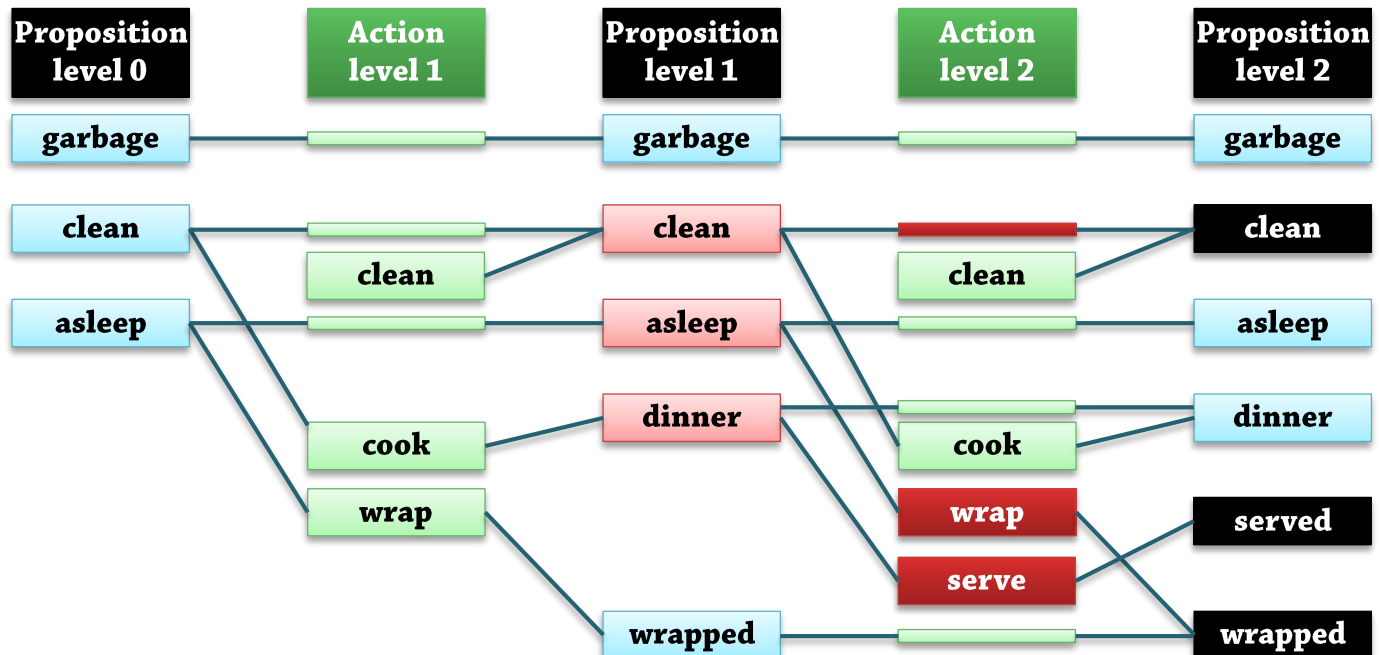 Proposition level 0
Action level 1
Proposition level 1
Action level 2
Proposition level 2
garbage
garbage
garbage
clean
clean
clean
clean
clean
asleep
asleep
asleep
dinner
dinner
cook
cook
wrap
wrap
served
serve
wrapped
wrapped